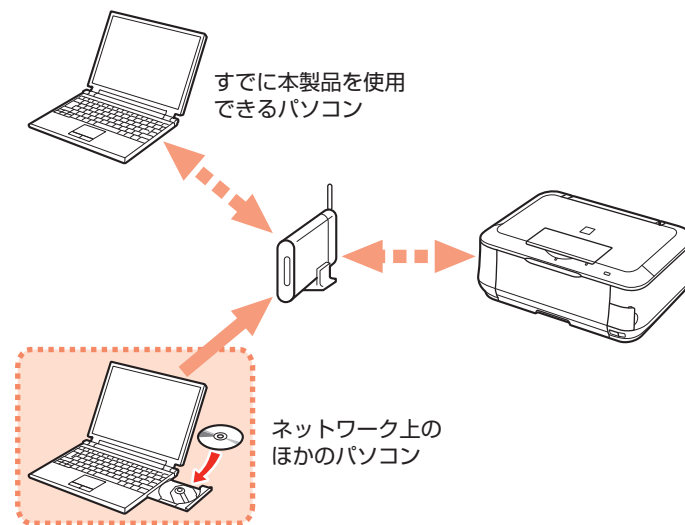 すでに本製品を使用
できるパソコン
ネットワーク上の
ほかのパソコン